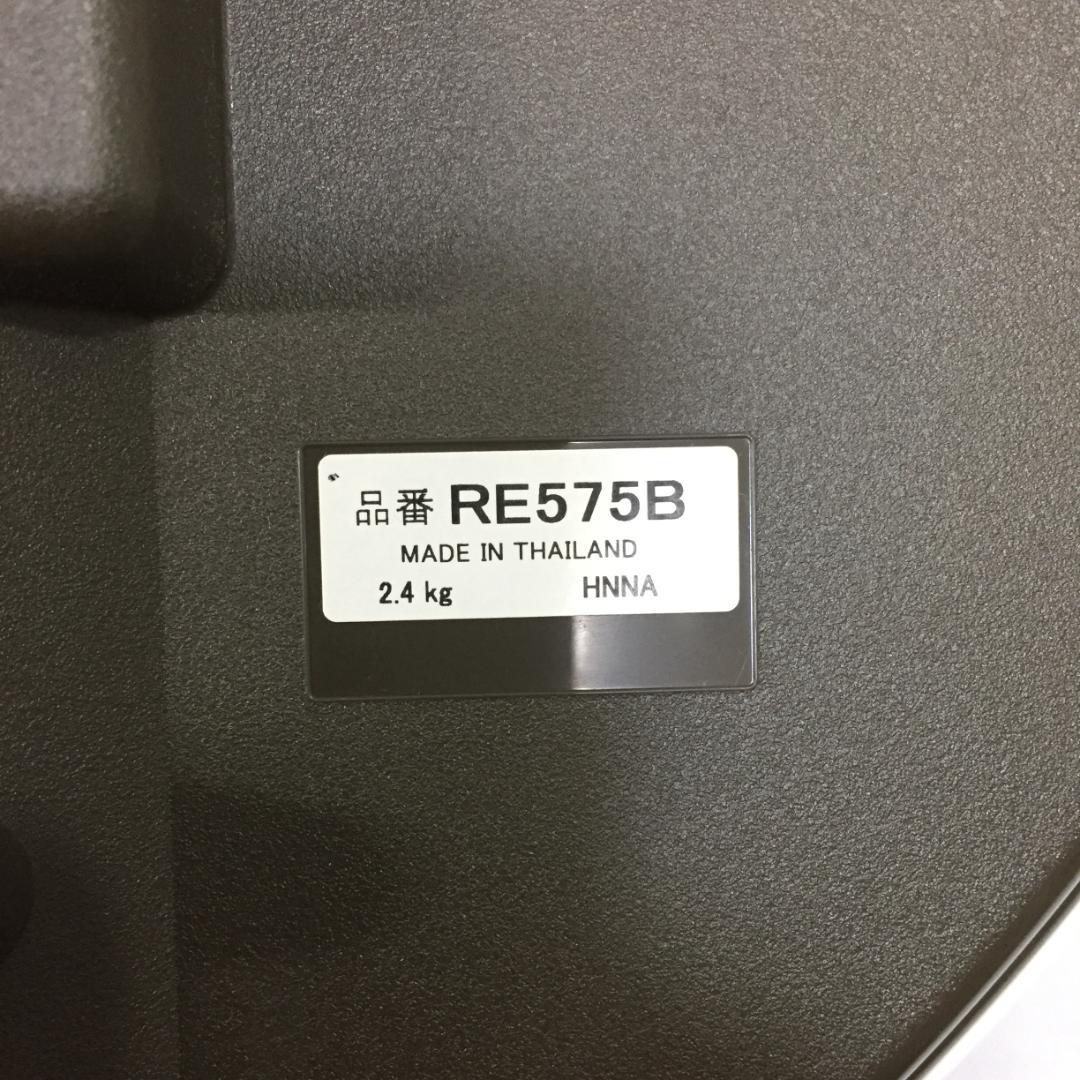 品番 RE575B
MADE IN THAILAND
2.4 kg HNNA